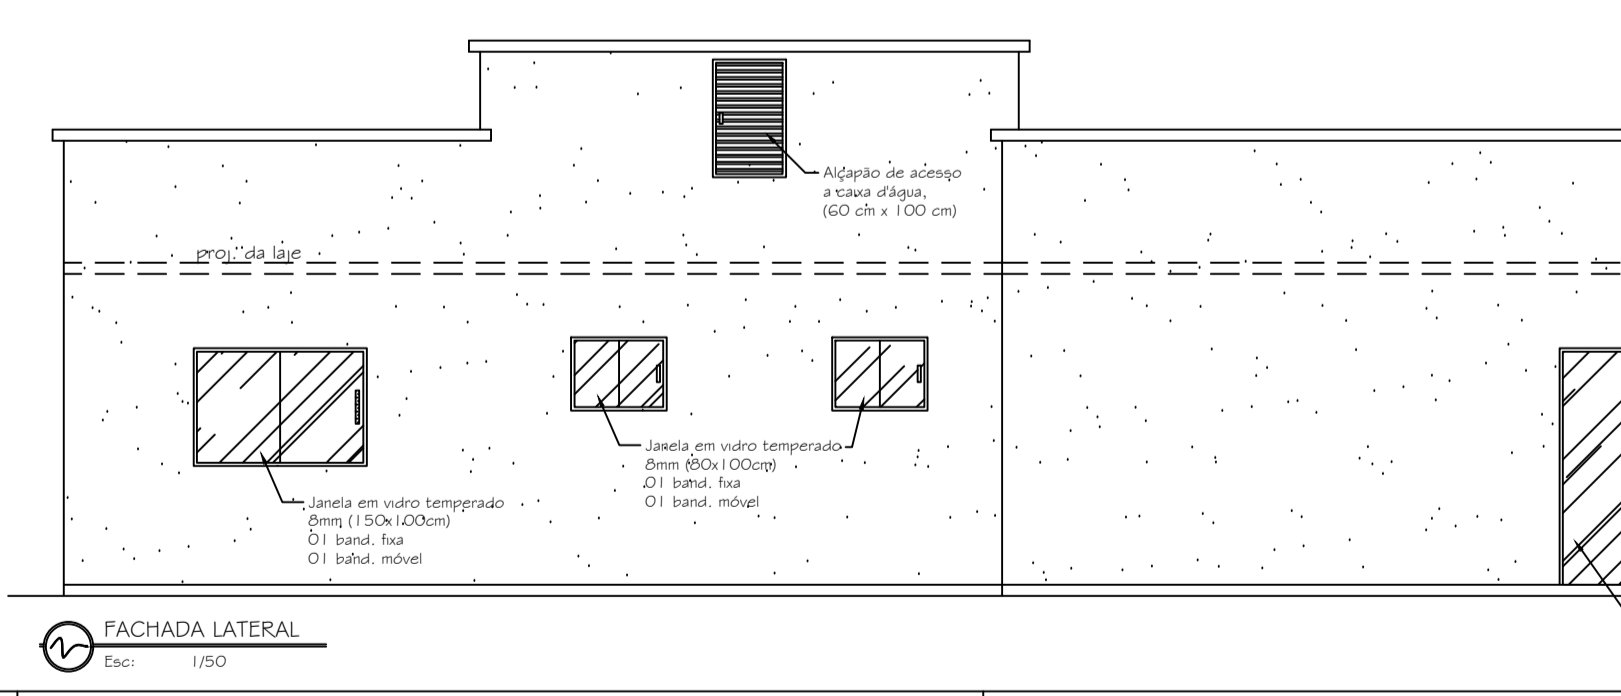 Alçapão de acesso
a caixa d'água,
(60 cm x 100 cm)
proj. da laje
Janela em vidro temperado
8mm (80x100cm)
01 band. fixa
01 band. móvel
Janela em vidro temperado
8mm (150x100cm)
01 band. fixa
01 band. móvel
FACHADA LATERAL
Esc: 1/50